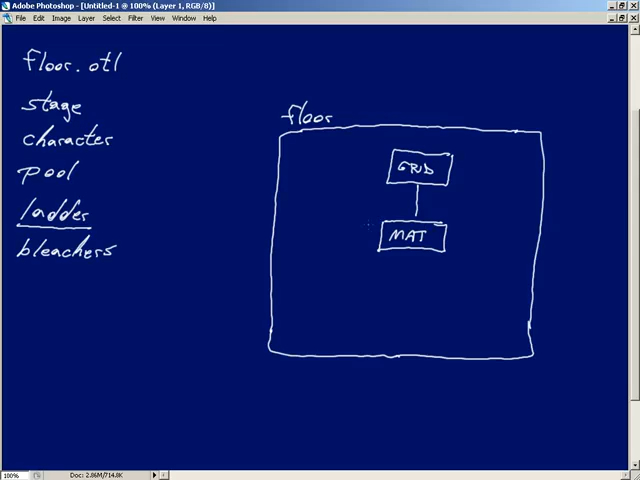 Adobe Photoshop - [Untitled-1 @ 100% (Layer 1, RGB/8)]
File Edit Image Layer Select Filter View Window Help
floor.otl
stage
character
pool
ladder
bleachers
floor
GRID
MAT
100% Doc: 2.86M/714.8K